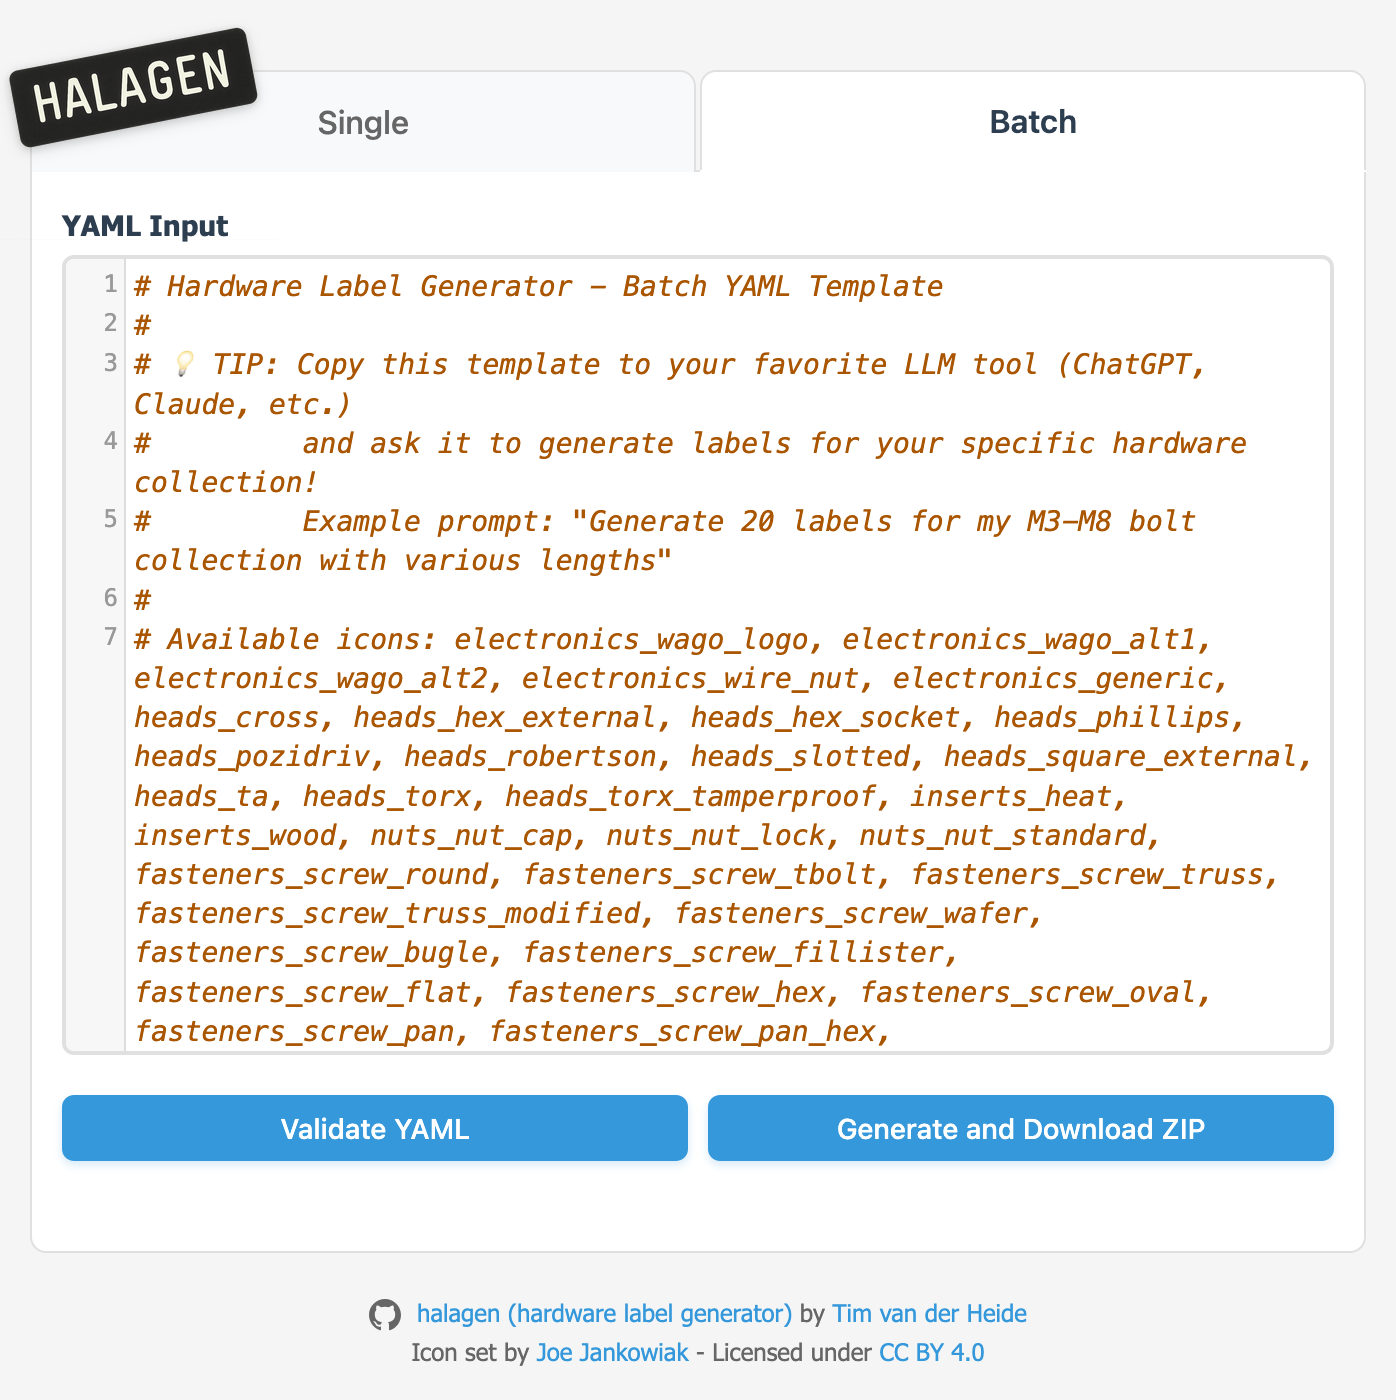 HALAGEN
Single
Batch
YAML Input
1 # Hardware Label Generator – Batch YAML Template
2 #
3 # 💡 TIP: Copy this template to your favorite LLM tool (ChatGPT,
Claude, etc.)
4 #         and ask it to generate labels for your specific hardware
collection!
5 #         Example prompt: "Generate 20 labels for my M3–M8 bolt
collection with various lengths"
6 #
7 # Available icons: electronics_wago_logo, electronics_wago_alt1,
electronics_wago_alt2, electronics_wire_nut, electronics_generic,
heads_cross, heads_hex_external, heads_hex_socket, heads_phillips,
heads_pozidriv, heads_robertson, heads_slotted, heads_square_external,
heads_ta, heads_torx, heads_torx_tamperproof, inserts_heat,
inserts_wood, nuts_nut_cap, nuts_nut_lock, nuts_nut_standard,
fasteners_screw_round, fasteners_screw_tbolt, fasteners_screw_truss,
fasteners_screw_truss_modified, fasteners_screw_wafer,
fasteners_screw_bugle, fasteners_screw_fillister,
fasteners_screw_flat, fasteners_screw_hex, fasteners_screw_oval,
fasteners_screw_pan, fasteners_screw_pan_hex,
Validate YAML
Generate and Download ZIP
halagen (hardware label generator) by Tim van der Heide
Icon set by Joe Jankowiak - Licensed under CC BY 4.0